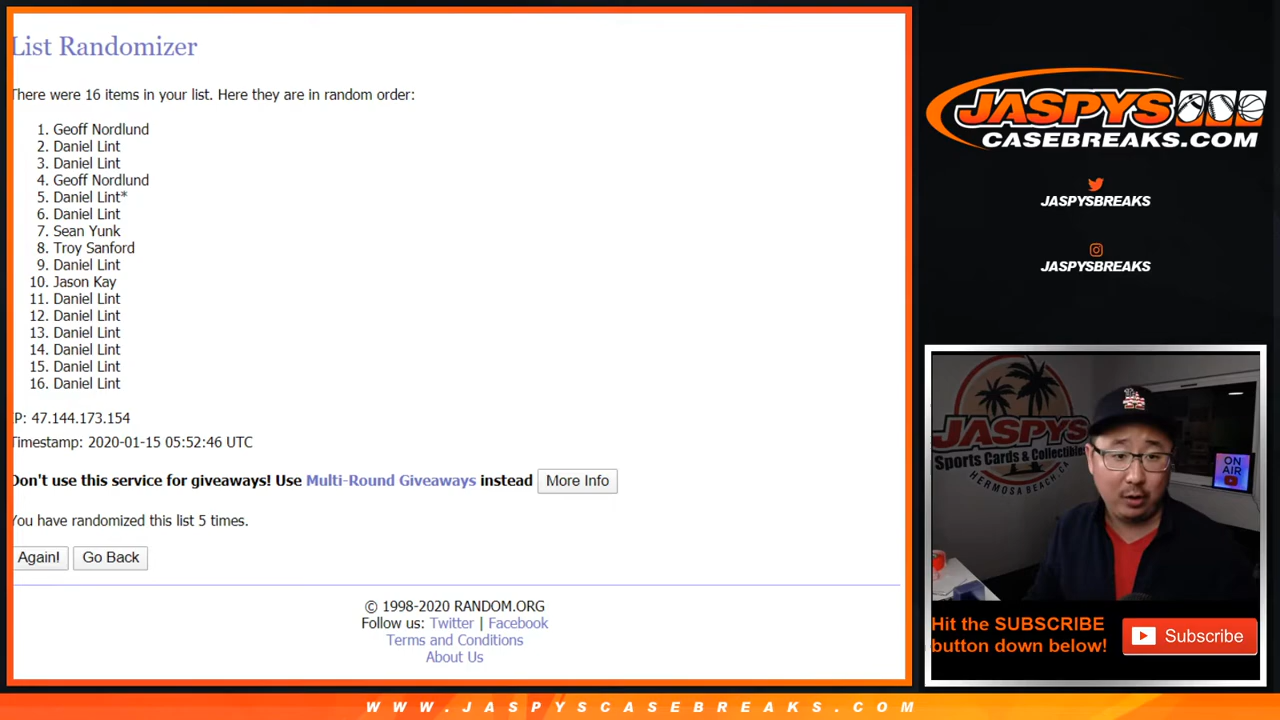 List Randomizer
There were 16 items in your list. Here they are in random order:
1. Geoff Nordlund
2. Daniel Lint
3. Daniel Lint
4. Geoff Nordlund
5. Daniel Lint*
6. Daniel Lint
7. Sean Yunk
8. Troy Sanford
9. Daniel Lint
10. Jason Kay
11. Daniel Lint
12. Daniel Lint
13. Daniel Lint
14. Daniel Lint
15. Daniel Lint
16. Daniel Lint
IP: 47.144.173.154
Timestamp: 2020-01-15 05:52:46 UTC
Don't use this service for giveaways! Use Multi-Round Giveaways instead More Info
You have randomized this list 5 times.
Again! Go Back
© 1998-2020 RANDOM.ORG
Follow us: Twitter | Facebook
Terms and Conditions
About Us
JASPYS
CASEBREAKS.COM
JASPYSBREAKS
JASPYSBREAKS
JASPYS
Sports Cards & Collectibles
HERMOSA BEACH, CA
ON
AIR
Hit the SUBSCRIBE
button down below!
Subscribe
WWW.JASPYSCASEBREAKS.COM